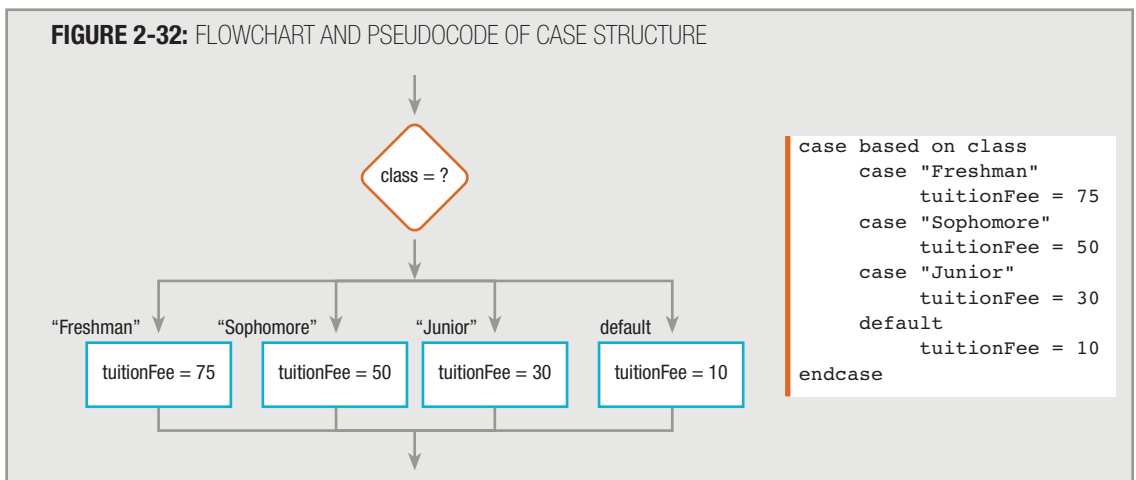 FIGURE 2-32: FLOWCHART AND PSEUDOCODE OF CASE STRUCTURE
class = ?
“Freshman”
“Sophomore”
“Junior”
default
tuitionFee = 75
tuitionFee = 50
tuitionFee = 30
tuitionFee = 10
case based on class
case "Freshman"
tuitionFee = 75
case "Sophomore"
tuitionFee = 50
case "Junior"
tuitionFee = 30
default
tuitionFee = 10
endcase